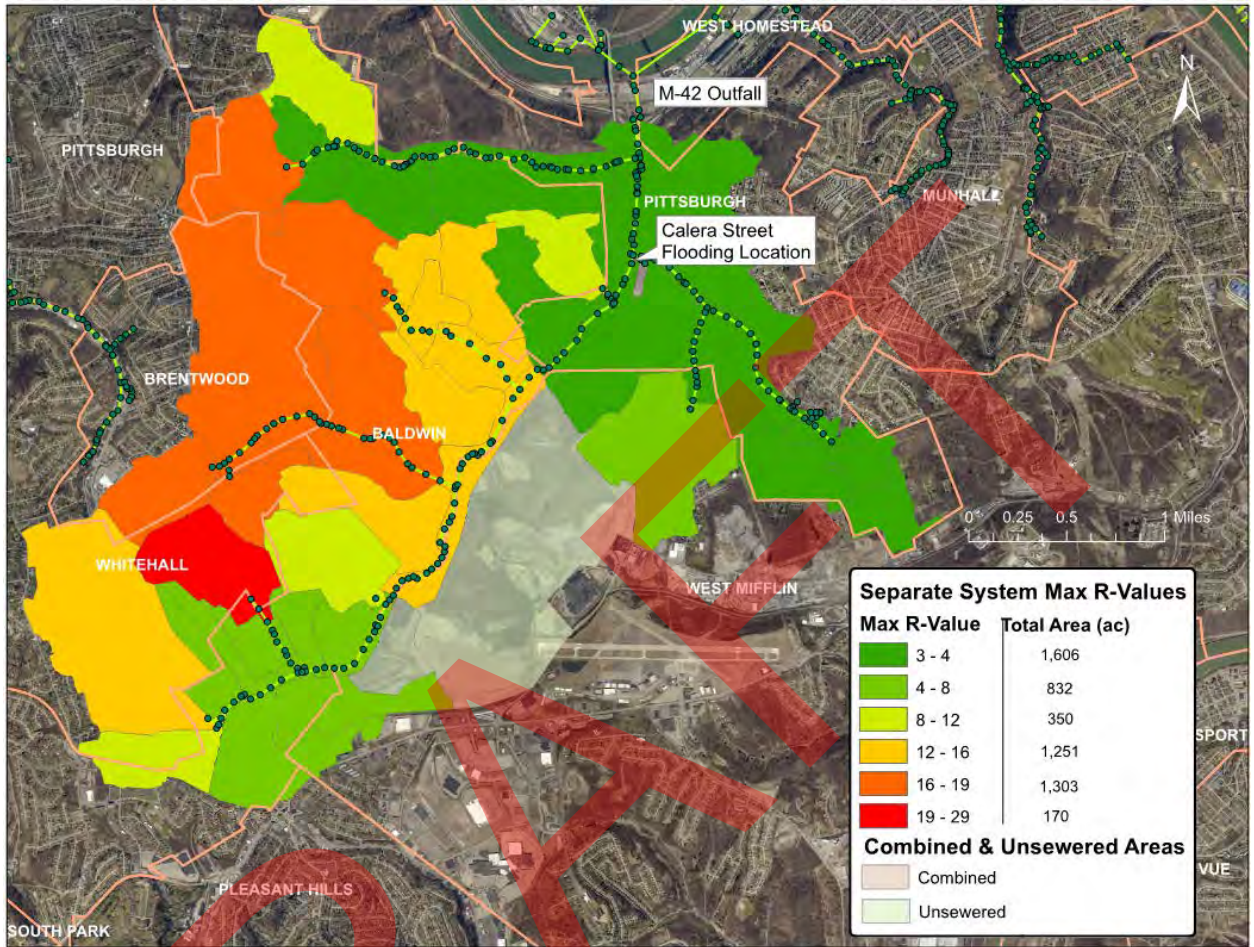 WEST HOMESTEAD
N
M-42 Outfall
PITTSBURGH
MUNHALL
PITTSBURGH
Calera Street
Flooding Location
BRENTWOOD
BALDWIN
0 0.25 0.5 1 Miles
WHITEHALL
WEST MIFFLIN
Separate System Max R-Values
Max R-Value Total Area (ac)
3 - 4 1,606
4 - 8 832
8 - 12 350
12 - 16 1,251
16 - 19 1,303
19 - 29 170
Combined & Unsewered Areas
Combined
Unsewered
SPORT
VUE
PLEASANT HILLS
SOUTH PARK
DRAFT